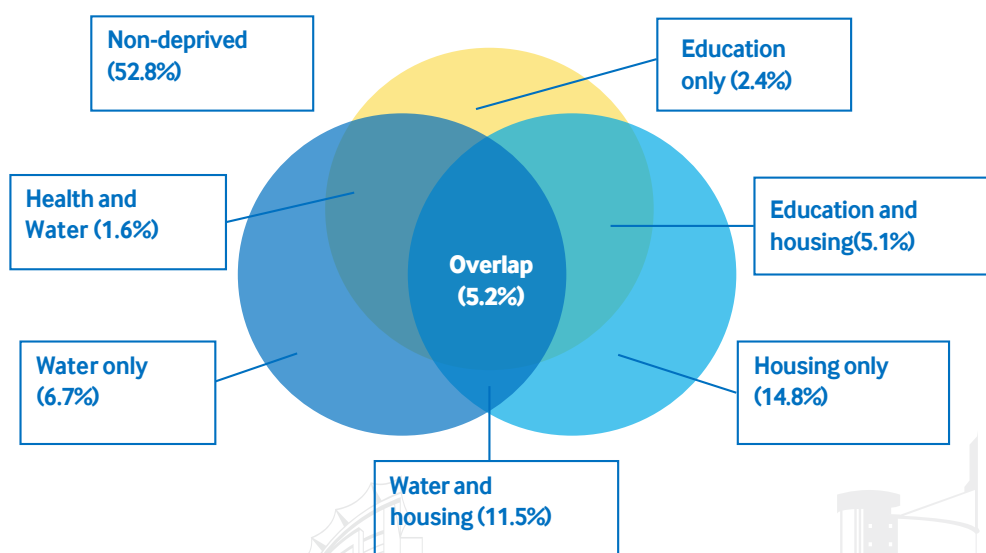 Non-deprived
(52.8%)
Education
only (2.4%)
Health and
Water (1.6%)
Education and
housing(5.1%)
Overlap
(5.2%)
Water only
(6.7%)
Housing only
(14.8%)
Water and
housing (11.5%)